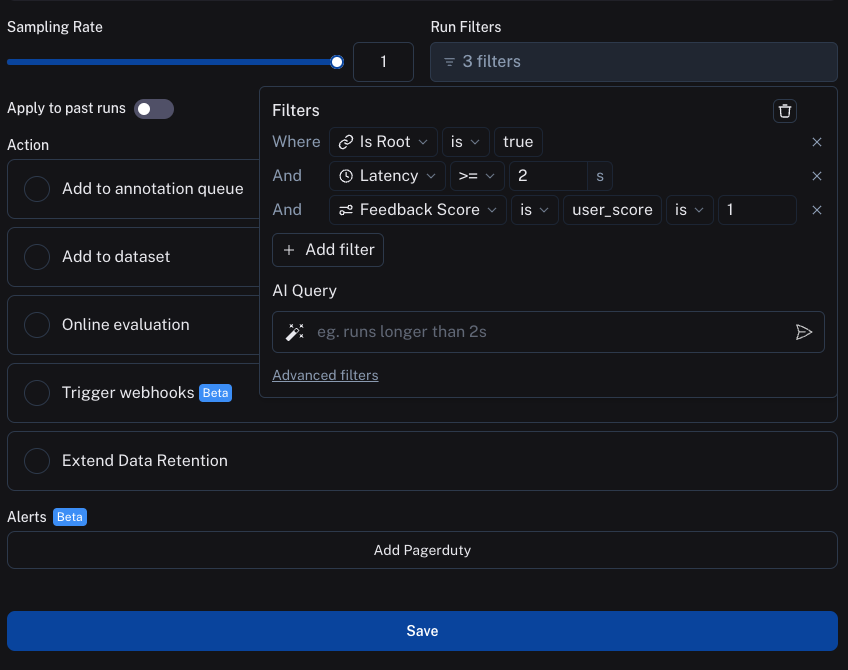 Sampling Rate
Run Filters
1
3 filters
Apply to past runs
Filters
Where Is Root is true
And Latency >= 2 s
And Feedback Score is user_score is 1
Add filter
AI Query
eg. runs longer than 2s
Advanced filters
Action
Add to annotation queue
Add to dataset
Online evaluation
Trigger webhooks Beta
Extend Data Retention
Alerts Beta
Add Pagerduty
Save